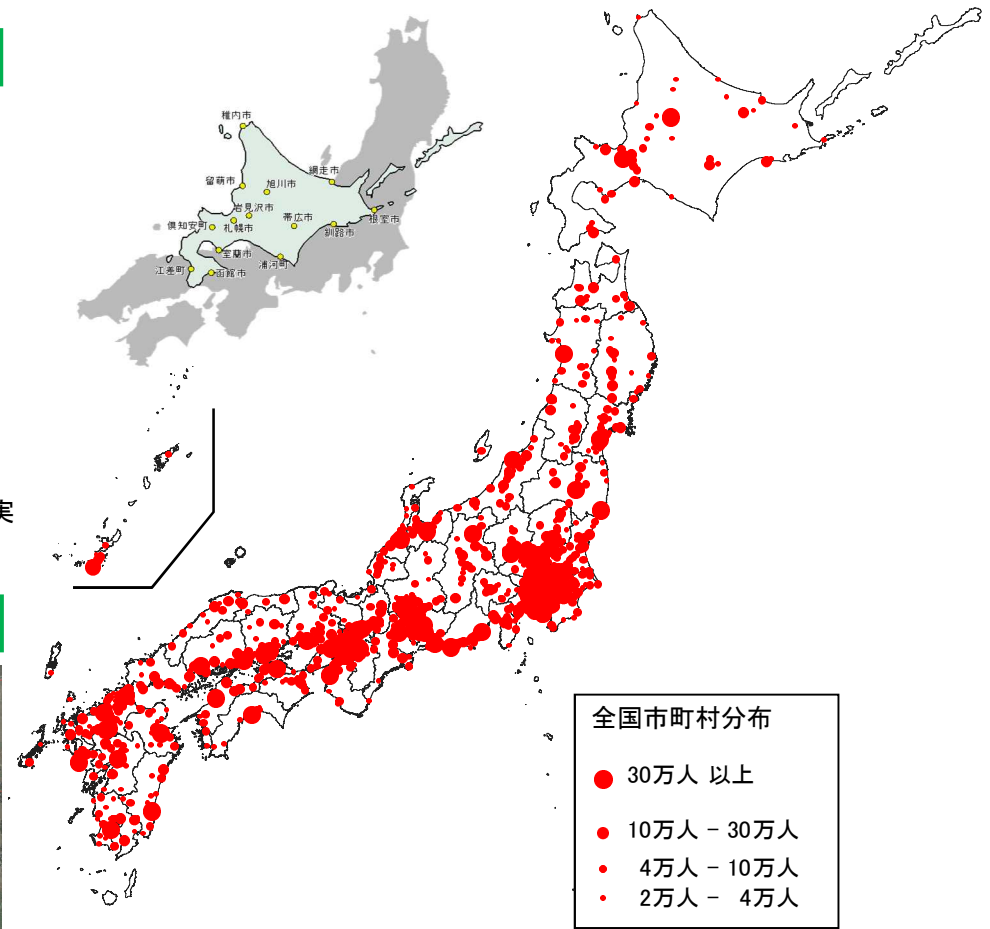 稚内市
網走市
留萌市
旭川市
岩見沢市
帯広市
根室市
倶知安町
札幌市
釧路市
室蘭市
浦河町
江差町
函館市
実
全国市町村分布
30万人 以上
10万人 − 30万人
4万人 − 10万人
2万人 − 4万人